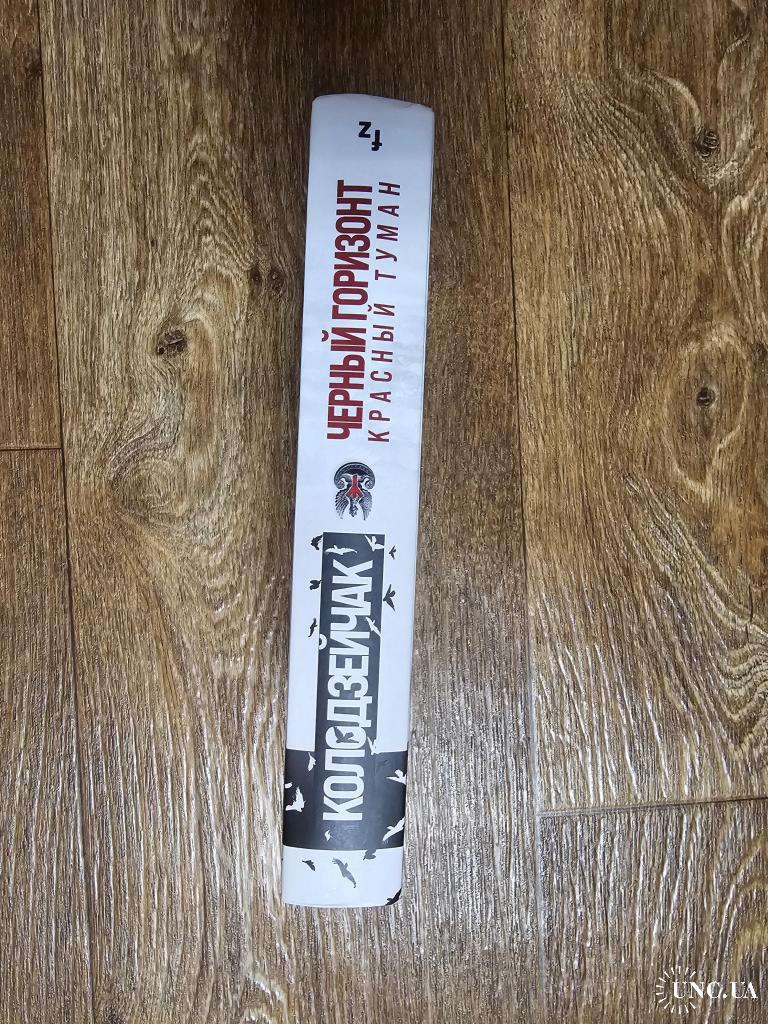 КОЛОДЗЕЙЧАК
ЧЕРНЫЙ ГОРИЗОНТ
КРАСНЫЙ ТУМАН
fz
UNC.UA